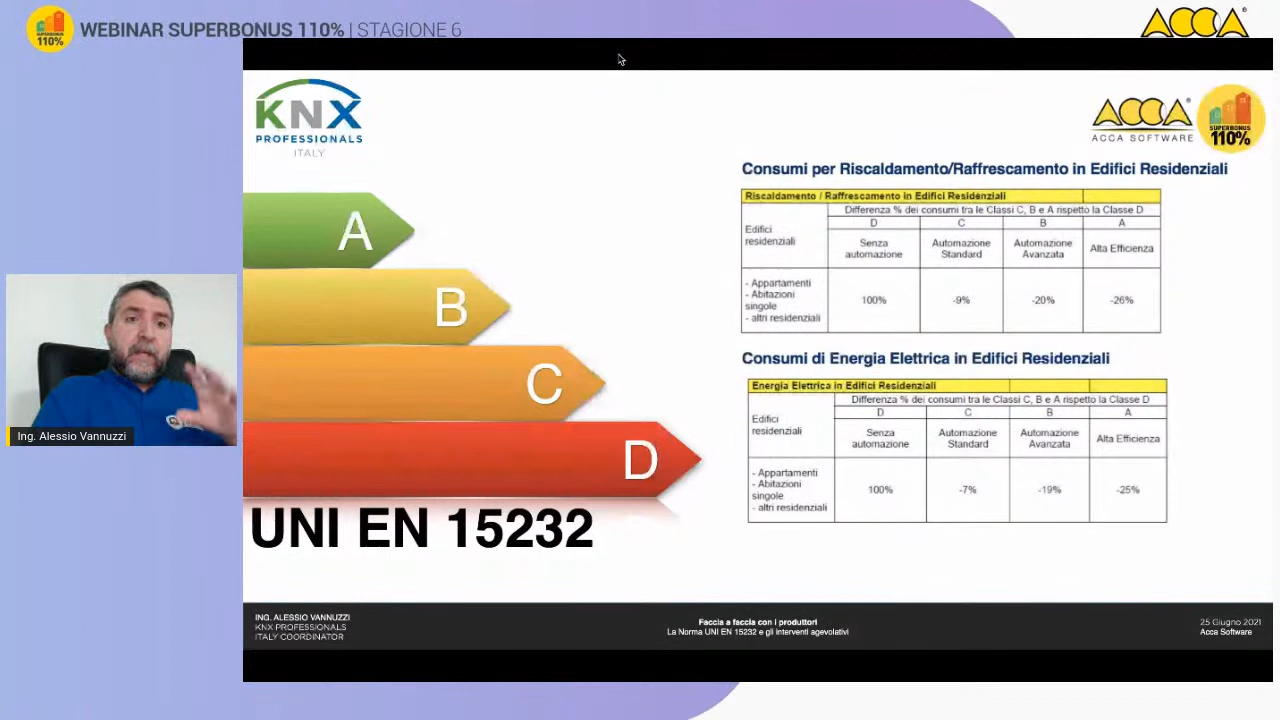 WEBINAR SUPERBONUS 110% | STAGIONE 6
SUPERBONUS
110%
ACCA
KNX
PROFESSIONALS
ITALY
ACCA
ACCA SOFTWARE
SUPERBONUS
110%
A
B
C
D
UNI EN 15232
Consumi per Riscaldamento/Raffrescamento in Edifici Residenziali
Riscaldamento / Raffrescamento in Edifici Residenziali
Edifici residenziali
Differenza % dei consumi tra le Classi C, B e A rispetto la Classe D
D C B A
Senza automazione
Automazione Standard
Automazione Avanzata
Alta Efficienza
- Appartamenti
- Abitazioni singole
- altri residenziali
100% -9% -20% -26%
Consumi di Energia Elettrica in Edifici Residenziali
Energia Elettrica in Edifici Residenziali
Edifici residenziali
Differenza % dei consumi tra le Classi C, B e A rispetto la Classe D
D C B A
Senza automazione
Automazione Standard
Automazione Avanzata
Alta Efficienza
- Appartamenti
- Abitazioni singole
- altri residenziali
100% -7% -19% -25%
Ing. Alessio Vannuzzi
ING. ALESSIO VANNUZZI
KNX PROFESSIONALS
ITALY COORDINATOR
Faccia a faccia con i produttori
La Norma UNI EN 15232 e gli interventi agevolativi
25 Giugno 2021
Acca Software